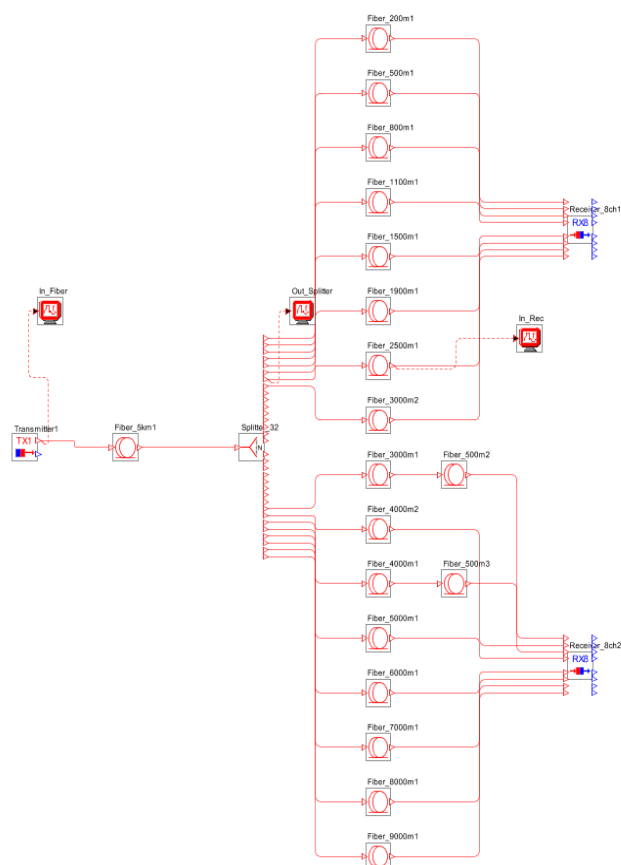 Fiber_200m1
Fiber_500m1
Fiber_800m1
Fiber_1100m1
Receiver_8ch1
RX8
Fiber_1500m1
In_Fiber
Out_Splitter
Fiber_1900m1
In_Rec
Fiber_2500m1
Fiber_3000m2
Transmitter1
TX1
Fiber_5km1
Splitter_32
N
Fiber_3000m1
Fiber_500m2
Fiber_4000m2
Fiber_4000m1
Fiber_500m3
Fiber_5000m1
Receiver_8ch2
RX8
Fiber_6000m1
Fiber_7000m1
Fiber_8000m1
Fiber_9000m1